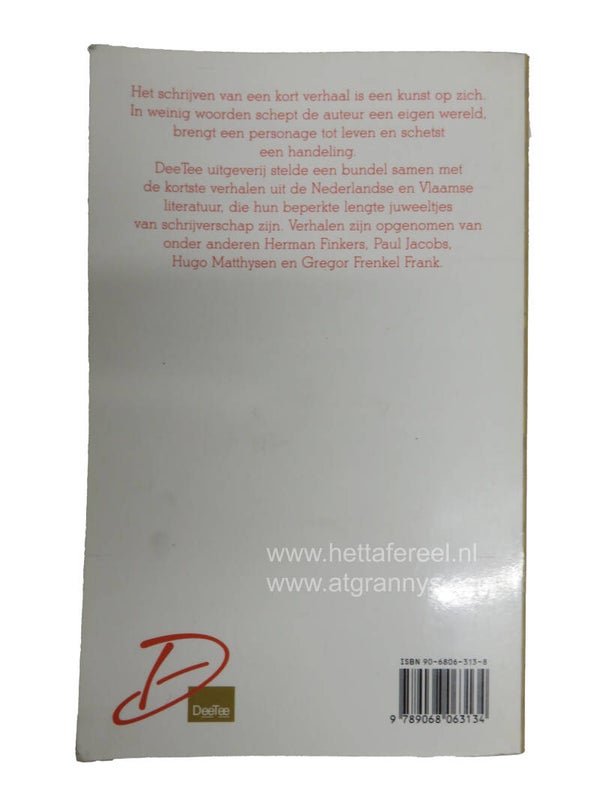 Het schrijven van een kort verhaal is een kunst op zich.
In weinig woorden schept de auteur een eigen wereld,
brengt een personage tot leven en schetst
een handeling.
DeeTee uitgeverij stelde een bundel samen met
de kortste verhalen uit de Nederlandse en Vlaamse
literatuur, die hun beperkte lengte juweeltjes
van schrijverschap zijn. Verhalen zijn opgenomen van
onder anderen Herman Finkers, Paul Jacobs,
Hugo Matthysen en Gregor Frenkel Frank.
www.hettafereel.nl
www.atgrannys
DeeTee
ISBN 90-6806-313-8
9 789068 063134